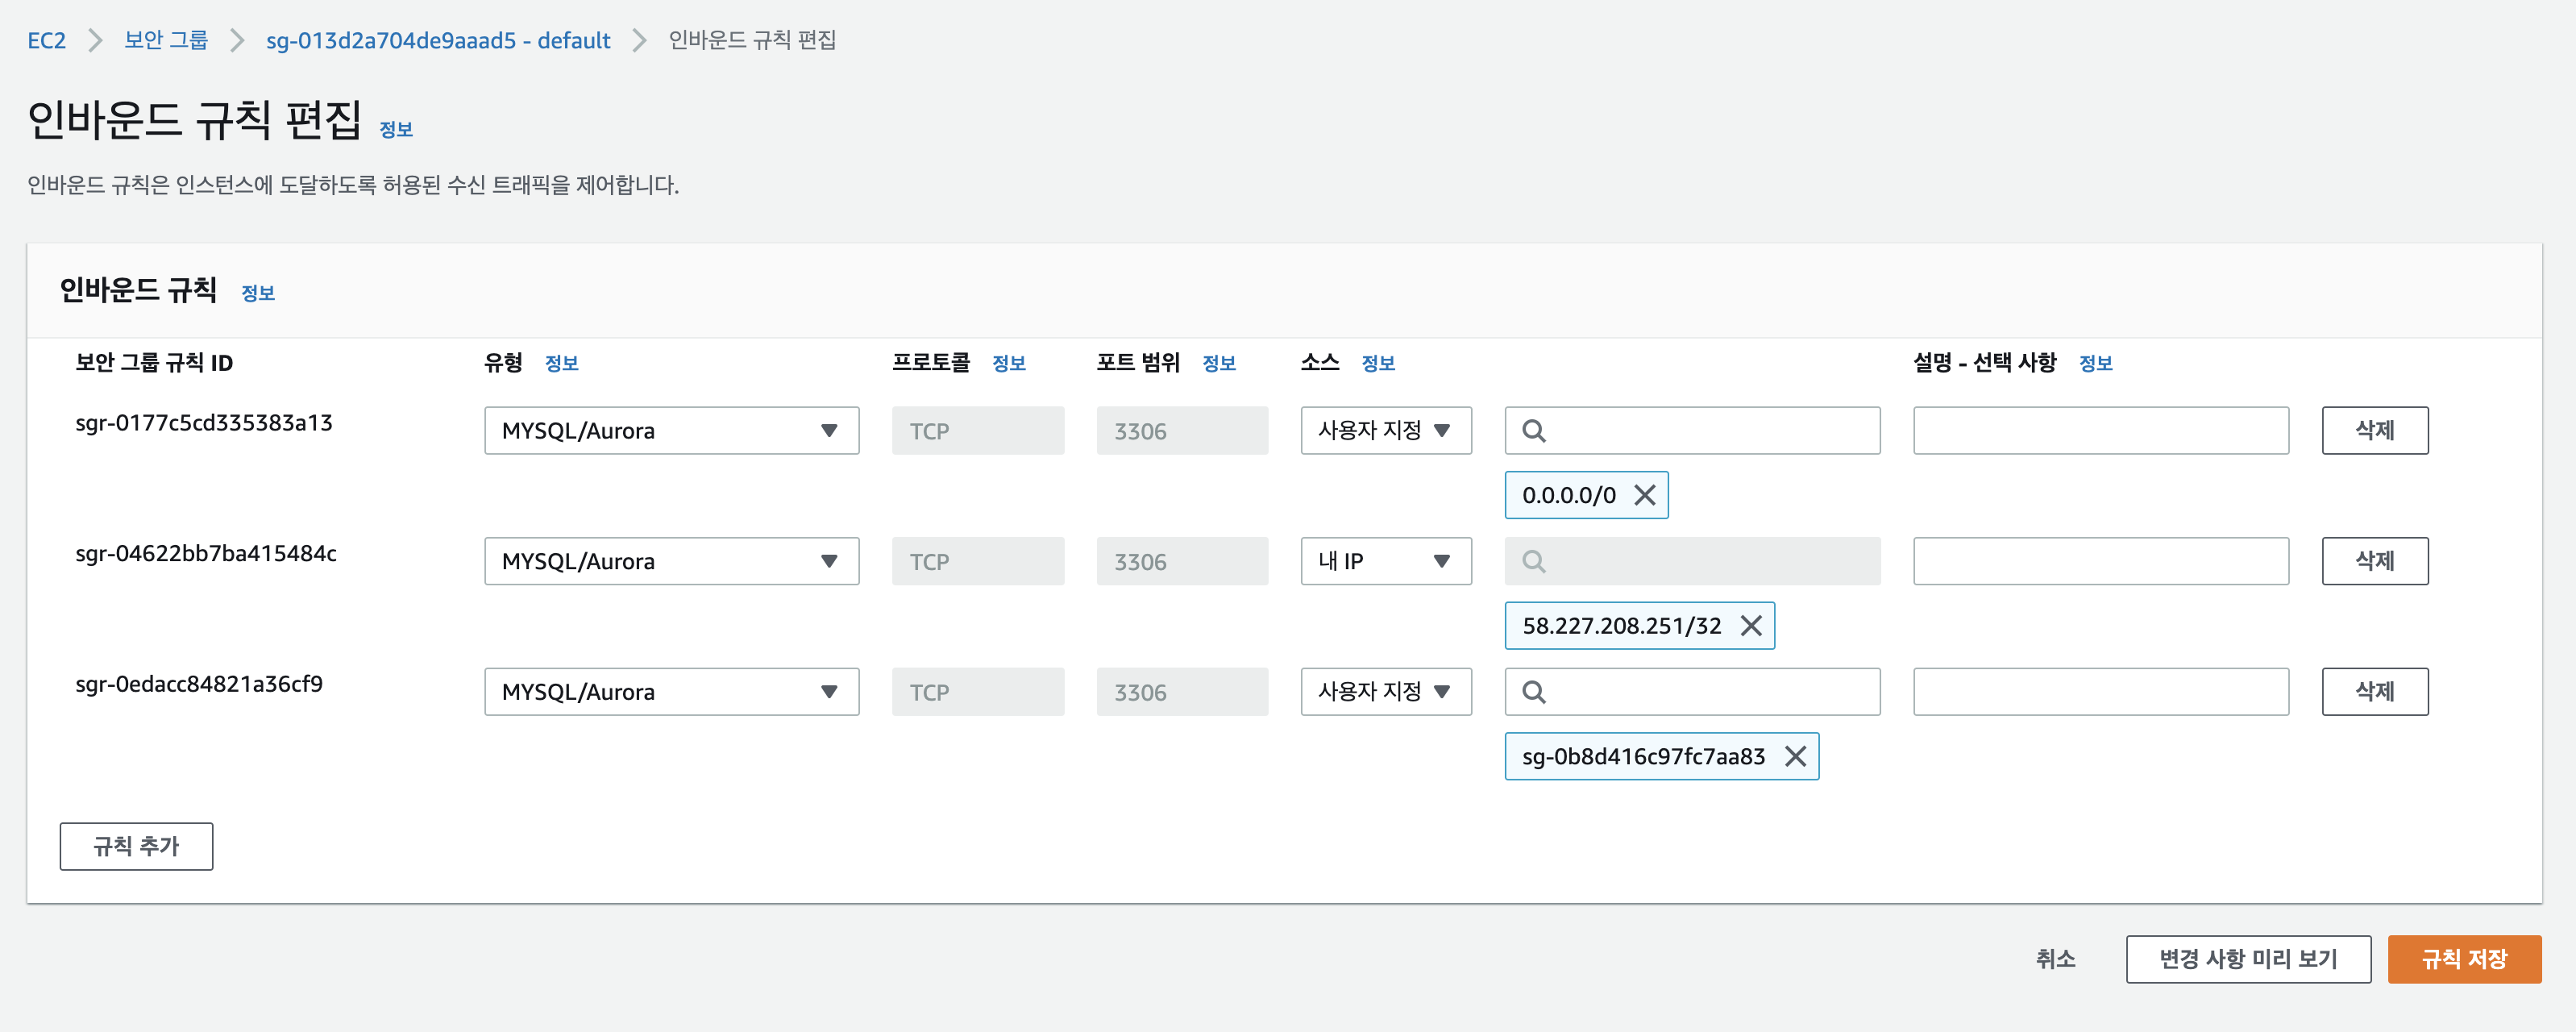 EC2 > 보안 그룹 > sg-013d2a704de9aaad5 - default > 인바운드 규칙 편집
인바운드 규칙 편집 정보
인바운드 규칙은 인스턴스에 도달하도록 허용된 수신 트래픽을 제어합니다.
인바운드 규칙 정보
보안 그룹 규칙 ID 유형 정보 프로토콜 정보 포트 범위 정보 소스 정보 설명 - 선택 사항 정보
sgr-0177c5cd335383a13 MYSQL/Aurora TCP 3306 사용자 지정 삭제
0.0.0.0/0
sgr-04622bb7ba415484c MYSQL/Aurora TCP 3306 내 IP 삭제
58.227.208.251/32
sgr-0edacc84821a36cf9 MYSQL/Aurora TCP 3306 사용자 지정 삭제
sg-0b8d416c97fc7aa83
규칙 추가
취소 변경 사항 미리 보기 규칙 저장